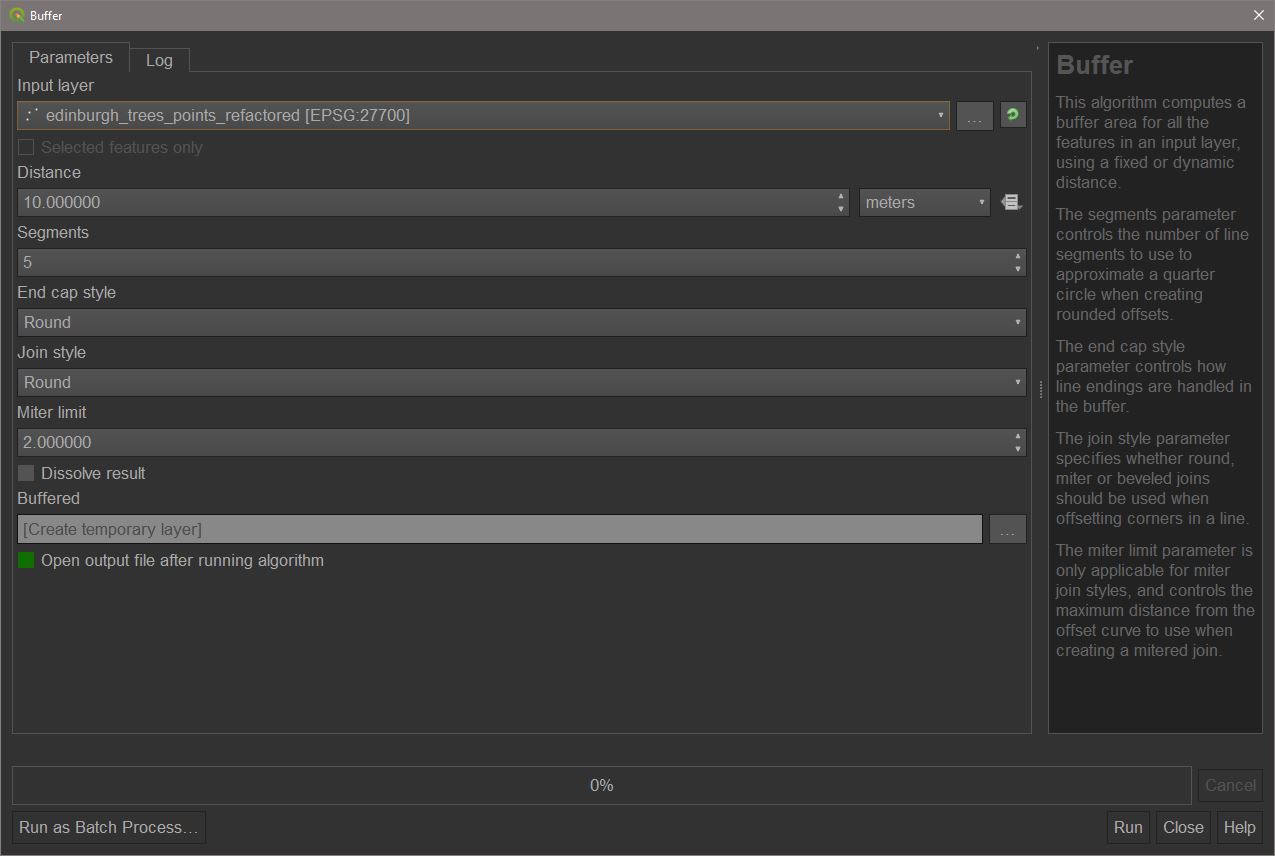 Buffer
Parameters
Log
Input layer
edinburgh_trees_points_refactored [EPSG:27700]
...
Selected features only
Distance
10.000000
meters
Segments
5
End cap style
Round
Join style
Round
Miter limit
2.000000
Dissolve result
Buffered
[Create temporary layer]
...
Open output file after running algorithm
Buffer
This algorithm computes a
buffer area for all the
features in an input layer,
using a fixed or dynamic
distance.
The segments parameter
controls the number of line
segments to use to
approximate a quarter
circle when creating
rounded offsets.
The end cap style
parameter controls how
line endings are handled in
the buffer.
The join style parameter
specifies whether round,
miter or beveled joins
should be used when
offsetting corners in a line.
The miter limit parameter is
only applicable for miter
join styles, and controls the
maximum distance from the
offset curve to use when
creating a mitered join.
0%
Cancel
Run as Batch Process…
Run
Close
Help